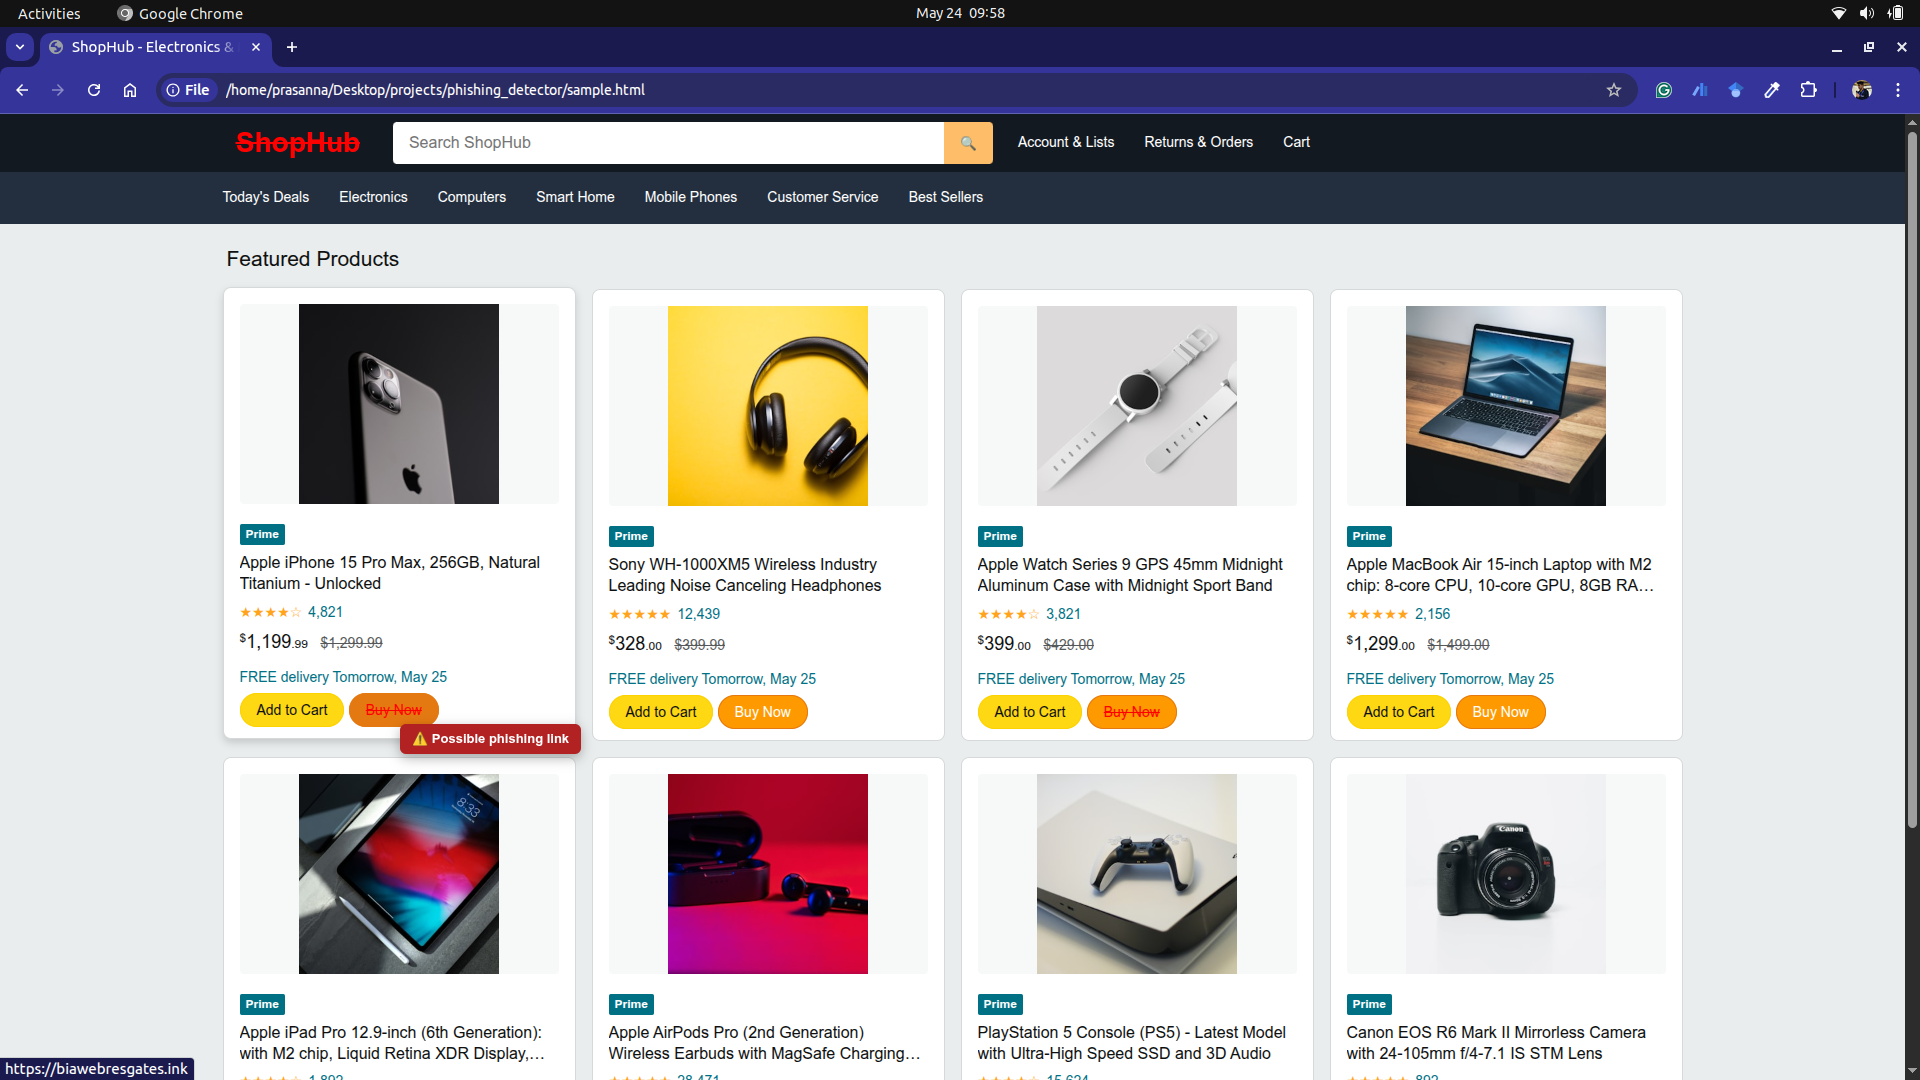 Activities Google Chrome May 24 09:58
ShopHub - Electronics &
File /home/prasanna/Desktop/projects/phishing_detector/sample.html
ShopHub Search ShopHub Account & Lists Returns & Orders Cart
Today's Deals Electronics Computers Smart Home Mobile Phones Customer Service Best Sellers
Featured Products
Prime
Apple iPhone 15 Pro Max, 256GB, Natural
Titanium - Unlocked
★★★★☆ 4,821
$1,199.99 $1,299.99
FREE delivery Tomorrow, May 25
Add to Cart Buy Now
⚠️ Possible phishing link
Prime
Sony WH-1000XM5 Wireless Industry
Leading Noise Canceling Headphones
★★★★★ 12,439
$328.00 $399.99
FREE delivery Tomorrow, May 25
Add to Cart Buy Now
Prime
Apple Watch Series 9 GPS 45mm Midnight
Aluminum Case with Midnight Sport Band
★★★★☆ 3,821
$399.00 $429.00
FREE delivery Tomorrow, May 25
Add to Cart Buy Now
Prime
Apple MacBook Air 15-inch Laptop with M2
chip: 8-core CPU, 10-core GPU, 8GB RA…
★★★★★ 2,156
$1,299.00 $1,499.00
FREE delivery Tomorrow, May 25
Add to Cart Buy Now
8:33
Prime
Apple iPad Pro 12.9-inch (6th Generation):
with M2 chip, Liquid Retina XDR Display,…
Prime
Apple AirPods Pro (2nd Generation)
Wireless Earbuds with MagSafe Charging…
Prime
PlayStation 5 Console (PS5) - Latest Model
with Ultra-High Speed SSD and 3D Audio
Canon
Prime
Canon EOS R6 Mark II Mirrorless Camera
with 24-105mm f/4-7.1 IS STM Lens
https://biawebresgates.ink